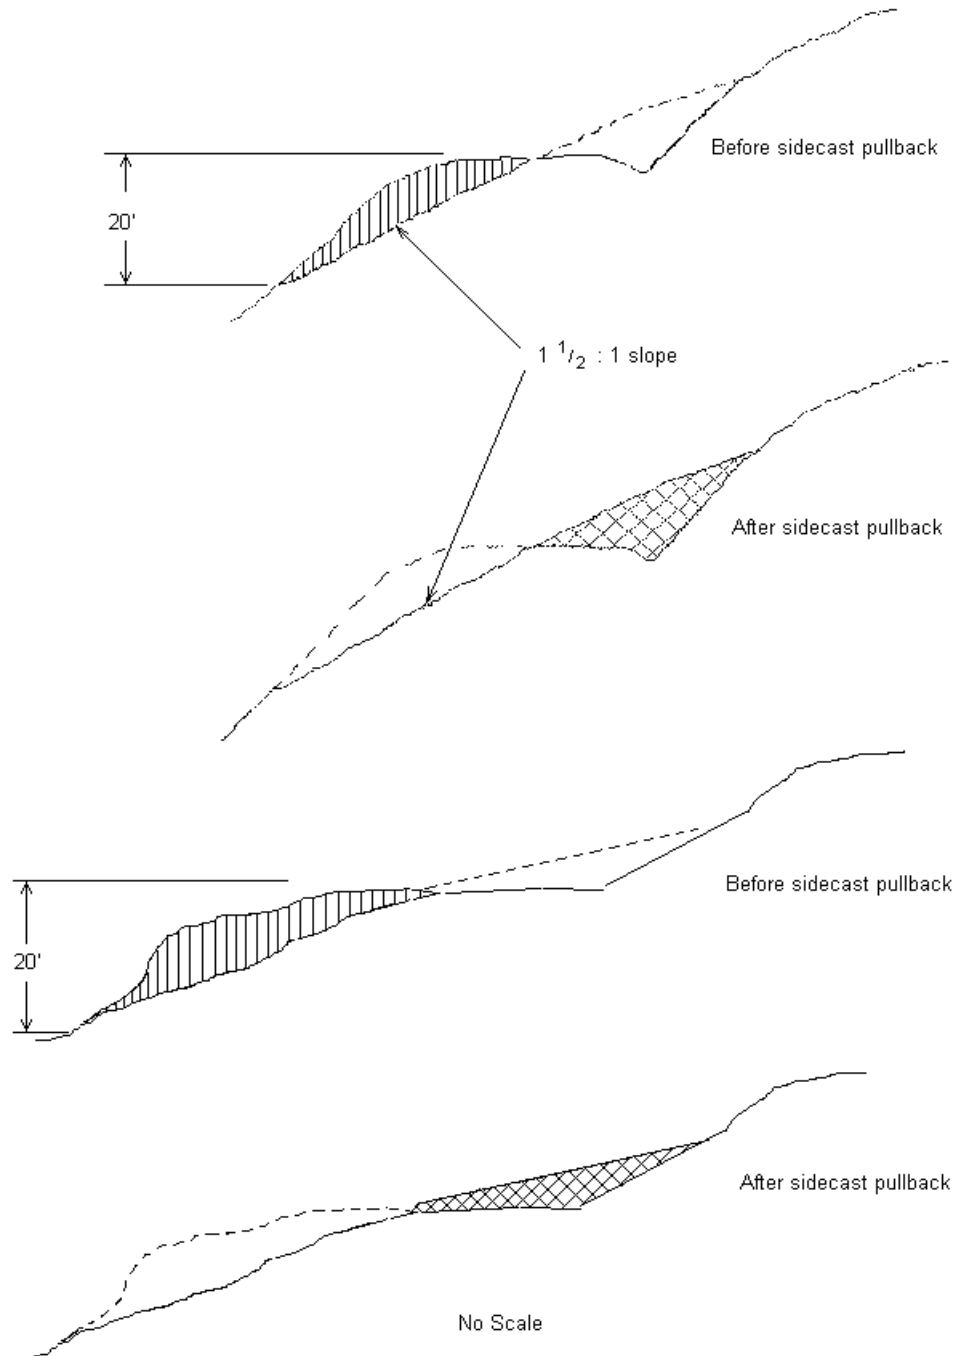 Before sidecast pullback
20'
1 1/2 : 1 slope
After sidecast pullback
Before sidecast pullback
20'
After sidecast pullback
No Scale